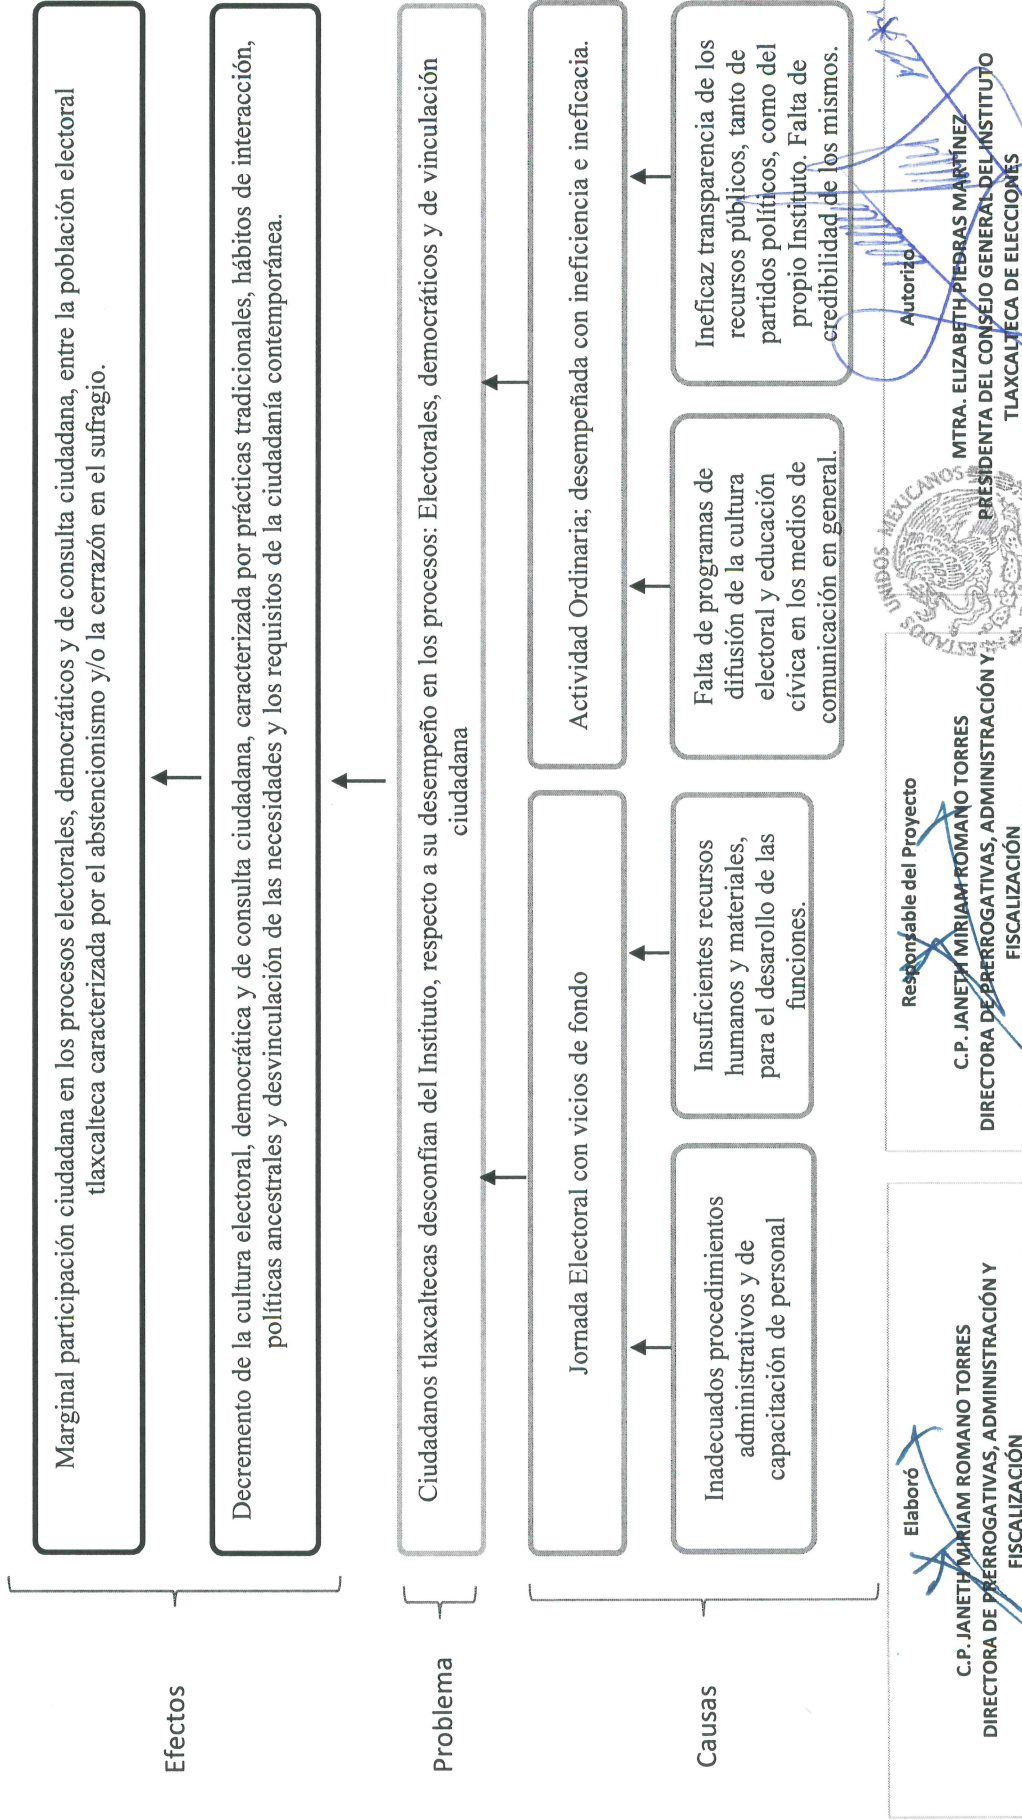 Efectos
Marginal participación ciudadana en los procesos electorales, democráticos y de consulta ciudadana, entre la población electoral
tlaxcalteca caracterizada por el abstencionismo y/o la cerrazón en el sufragio.
Decremento de la cultura electoral, democrática y de consulta ciudadana, caracterizada por prácticas tradicionales, hábitos de interacción,
políticas ancestrales y desvinculación de las necesidades y los requisitos de la ciudadanía contemporánea.
Problema
Ciudadanos tlaxcaltecas desconfían del Instituto, respecto a su desempeño en los procesos: Electorales, democráticos y de vinculación
ciudadana
Causas
Jornada Electoral con vicios de fondo
Actividad Ordinaria; desempeñada con ineficiencia e ineficacia.
Inadecuados procedimientos
administrativos y de
capacitación de personal
Insuficientes recursos
humanos y materiales,
para el desarollo de las
funciones.
Falta de programas de
difusión de la cultura
electoral y educación
cívica en los medios de
comunicación en general.
Ineficaz transparencia de los
recursos públicos, tanto de
partidos políticos, como del
propio Instituto. Falta de
credibilidad de los mismos.
Elaboró
C.P. JANETH MIRIAM ROMANO TORRES
DIRECTORA DE PRERROGATIVAS, ADMINISTRACIÓN Y
FISCALIZACIÓN
Responsable del Proyecto
C.P. JANETH MIRIAM ROMANO TORRES
DIRECTORA DE PRERROGATIVAS, ADMINISTRACIÓN Y
FISCALIZACIÓN
ESTADOS UNIDOS MEXICANOS
Autorizo
MTRA. ELIZABETH PIEDRAS MARTÍNEZ
PRESIDENTA DEL CONSEJO GENERAL DEL INSTITUTO
TLAXCALTECA DE ELECCIONES